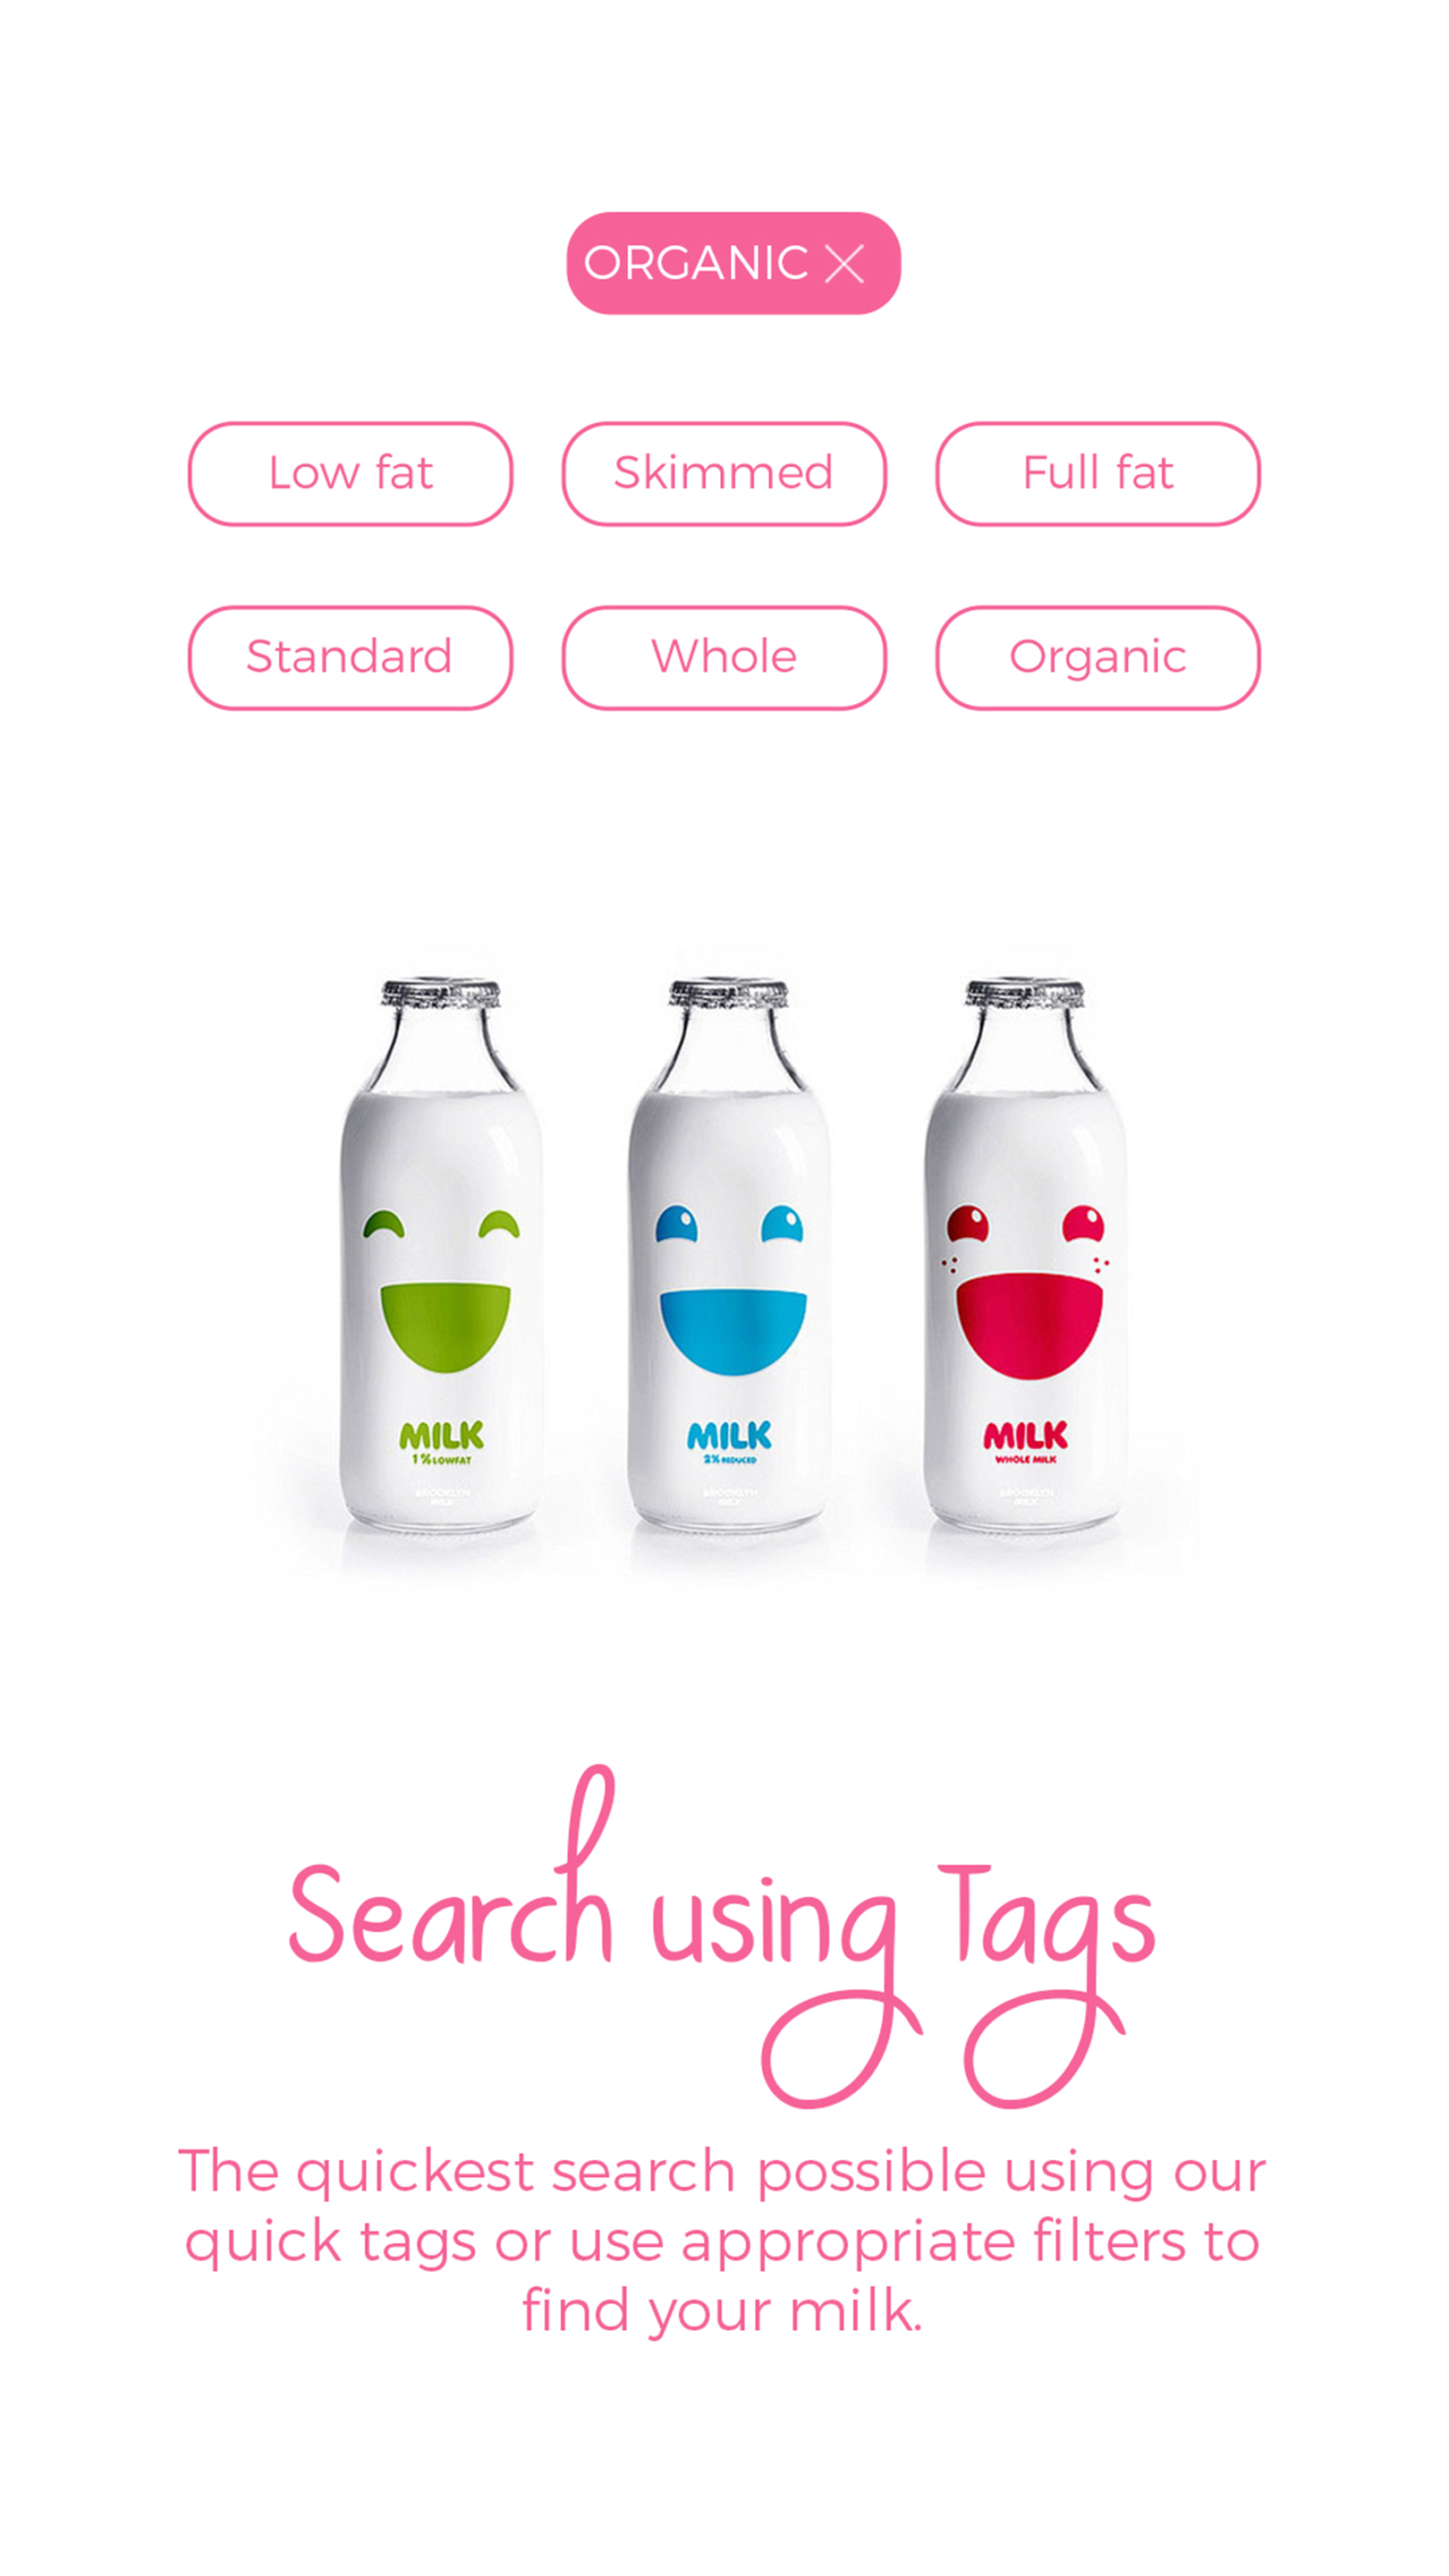 ORGANIC
Low fat Skimmed Full fat
Standard Whole Organic
MILK MILK MILK
1% LOWFAT 2% REDUCED WHOLE MILK
BROOKLYN BROOKLYN BROOKLYN
MILK MILK MILK
Search using Tags
The quickest search possible using our
quick tags or use appropriate filters to
find your milk.